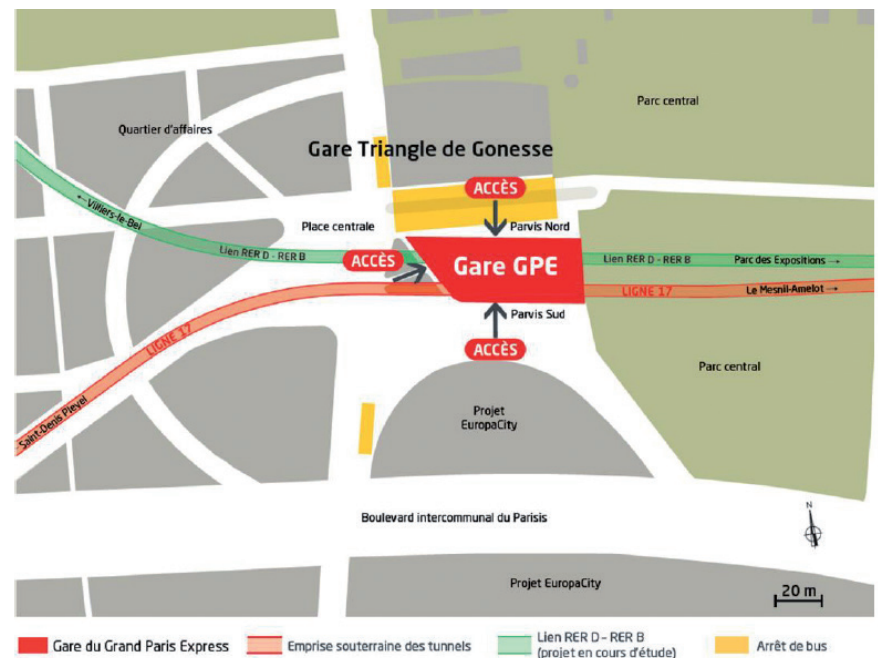 Parc central
Quartier d'affaires
Gare Triangle de Gonesse
ACCÈS
← Villiers-le-Bel
Place centrale
Parvis Nord
Lien RER D - RER B
ACCÈS
Gare GPE
Lien RER D - RER B
Parc des Expositions →
LIGNE 17
Le Mesnil-Amelot →
LIGNE 17
Parvis Sud
ACCÈS
Parc central
← Saint-Denis Pleyel
Projet
EuropaCity
Boulevard intercommunal du Parisis
N
Projet EuropaCity
20 m
Gare du Grand Paris Express
Emprise souterraine des tunnels
Lien RER D - RER B
(projet en cours d'étude)
Arrêt de bus